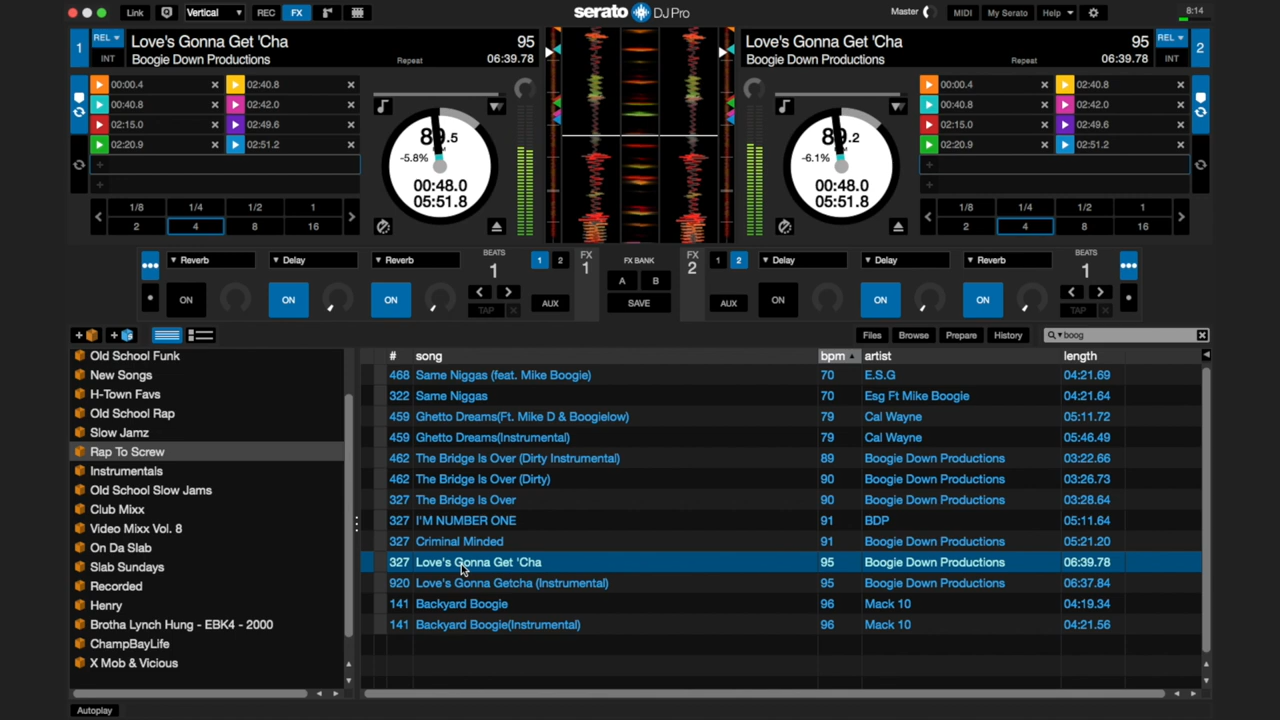 Link Vertical REC FX serato DJ Pro Master MIDI My Serato Help 8:14
1 REL Love's Gonna Get 'Cha 95
INT Boogie Down Productions Repeat 06:39.78
Love's Gonna Get 'Cha 95 REL 2
Boogie Down Productions Repeat 06:39.78 INT
00:00.4 02:40.8
00:40.8 02:42.0
02:15.0 02:49.6
02:20.9 02:51.2
89.5
-5.8%
00:48.0
05:51.8
1/8 1/4 1/2 1
2 4 8 16
89.2
-6.1%
00:48.0
05:51.8
00:00.4 02:40.8
00:40.8 02:42.0
02:15.0 02:49.6
02:20.9 02:51.2
1/8 1/4 1/2 1
2 4 8 16
Reverb Delay Reverb BEATS 1 1 2 FX 1 FX BANK FX 2 1 2 Delay Delay Reverb BEATS 1
A B
ON ON ON TAP AUX SAVE AUX ON ON ON TAP
Files Browse Prepare History boog
Old School Funk
New Songs
H-Town Favs
Old School Rap
Slow Jamz
Rap To Screw
Instrumentals
Old School Slow Jams
Club Mixx
Video Mixx Vol. 8
On Da Slab
Slab Sundays
Recorded
Henry
Brotha Lynch Hung - EBK4 - 2000
ChampBayLife
X Mob & Vicious
# song bpm artist length
468 Same Niggas (feat. Mike Boogie) 70 E.S.G 04:21.69
322 Same Niggas 70 Esg Ft Mike Boogie 04:21.64
459 Ghetto Dreams(Ft. Mike D & Boogielow) 79 Cal Wayne 05:11.72
459 Ghetto Dreams(Instrumental) 79 Cal Wayne 05:46.49
462 The Bridge Is Over (Dirty Instrumental) 89 Boogie Down Productions 03:22.66
462 The Bridge Is Over (Dirty) 90 Boogie Down Productions 03:26.73
327 The Bridge Is Over 90 Boogie Down Productions 03:28.64
327 I'M NUMBER ONE 91 BDP 05:11.64
327 Criminal Minded 91 Boogie Down Productions 05:21.20
327 Love's Gonna Get 'Cha 95 Boogie Down Productions 06:39.78
920 Love's Gonna Getcha (Instrumental) 95 Boogie Down Productions 06:37.84
141 Backyard Boogie 96 Mack 10 04:19.34
141 Backyard Boogie(Instrumental) 96 Mack 10 04:21.56
Autoplay